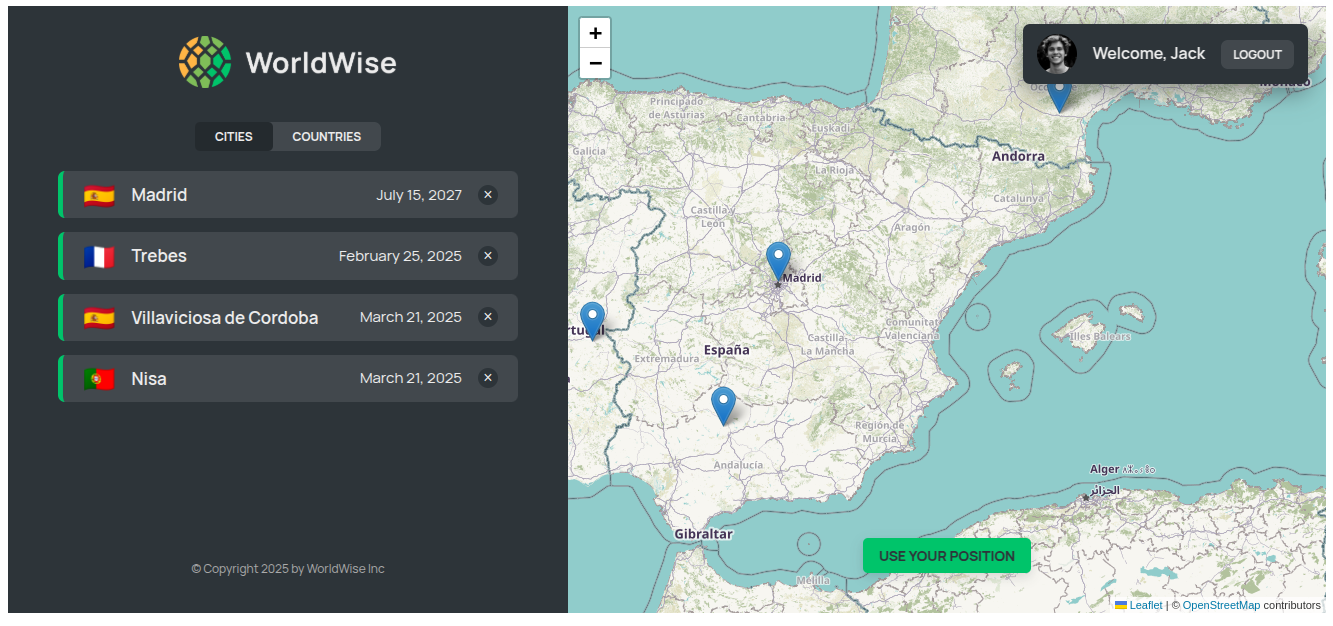 WorldWise
CITIES
COUNTRIES
Madrid
July 15, 2027
×
Trebes
February 25, 2025
×
Villaviciosa de Cordoba
March 21, 2025
×
Nisa
March 21, 2025
×
© Copyright 2025 by WorldWise Inc
+
−
Welcome, Jack
LOGOUT
Principado
de Asturias
Cantabria
Euskadi
Galicia
Andorra
La Rioja
Catalunya
Castilla y
León
Aragón
Madrid
Comunitat
Valenciana
Castilla-
La Mancha
Illes Balears
España
Extremadura
Región de
Murcia
Andalucía
Alger
الجزائر
Gibraltar
USE YOUR POSITION
Melilla
Leaflet | © OpenStreetMap contributors